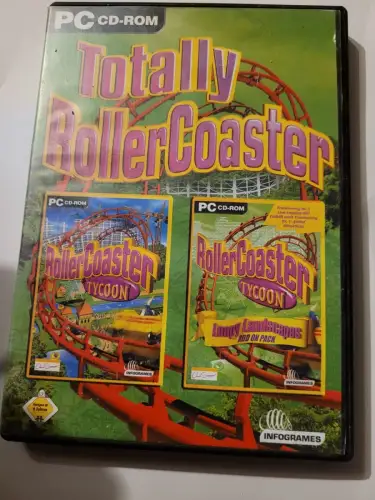 PC CD-ROM
Totally
RollerCoaster
PC CD-ROM
RollerCoaster
TYCOON
INFOGRAMES
PC CD-ROM
RollerCoaster
TYCOON
Loopy Landscapes
ADD ON PACK
INFOGRAMES